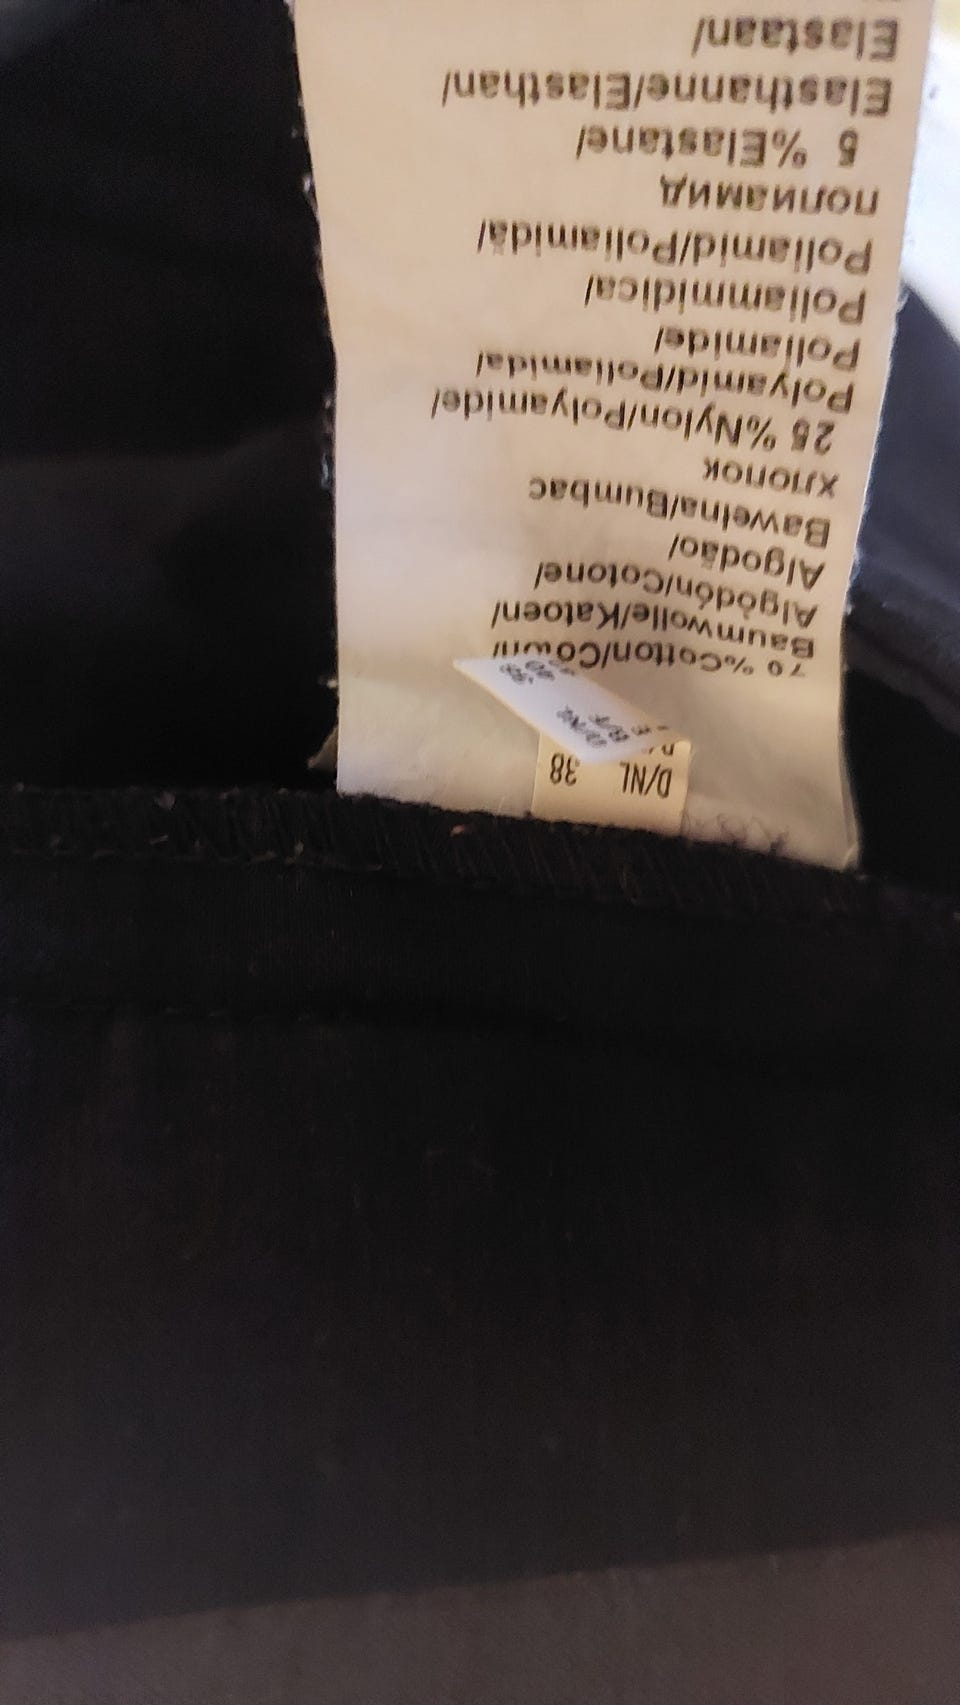 D/NL 38
70 %Cotton/Coton/
Baumwolle/Katoen/
Algodón/Cotone/
Algodão/
Bawełna/Bumbac
хлопок
25 %Nylon/Polyamide/
Polyamid/Poliamida/
Poliamide/
Poliammidica/
Poliamid/Poliamidă/
полиамид
5 %Elastane/
Elasthanne/Elasthan/
Elastaan/